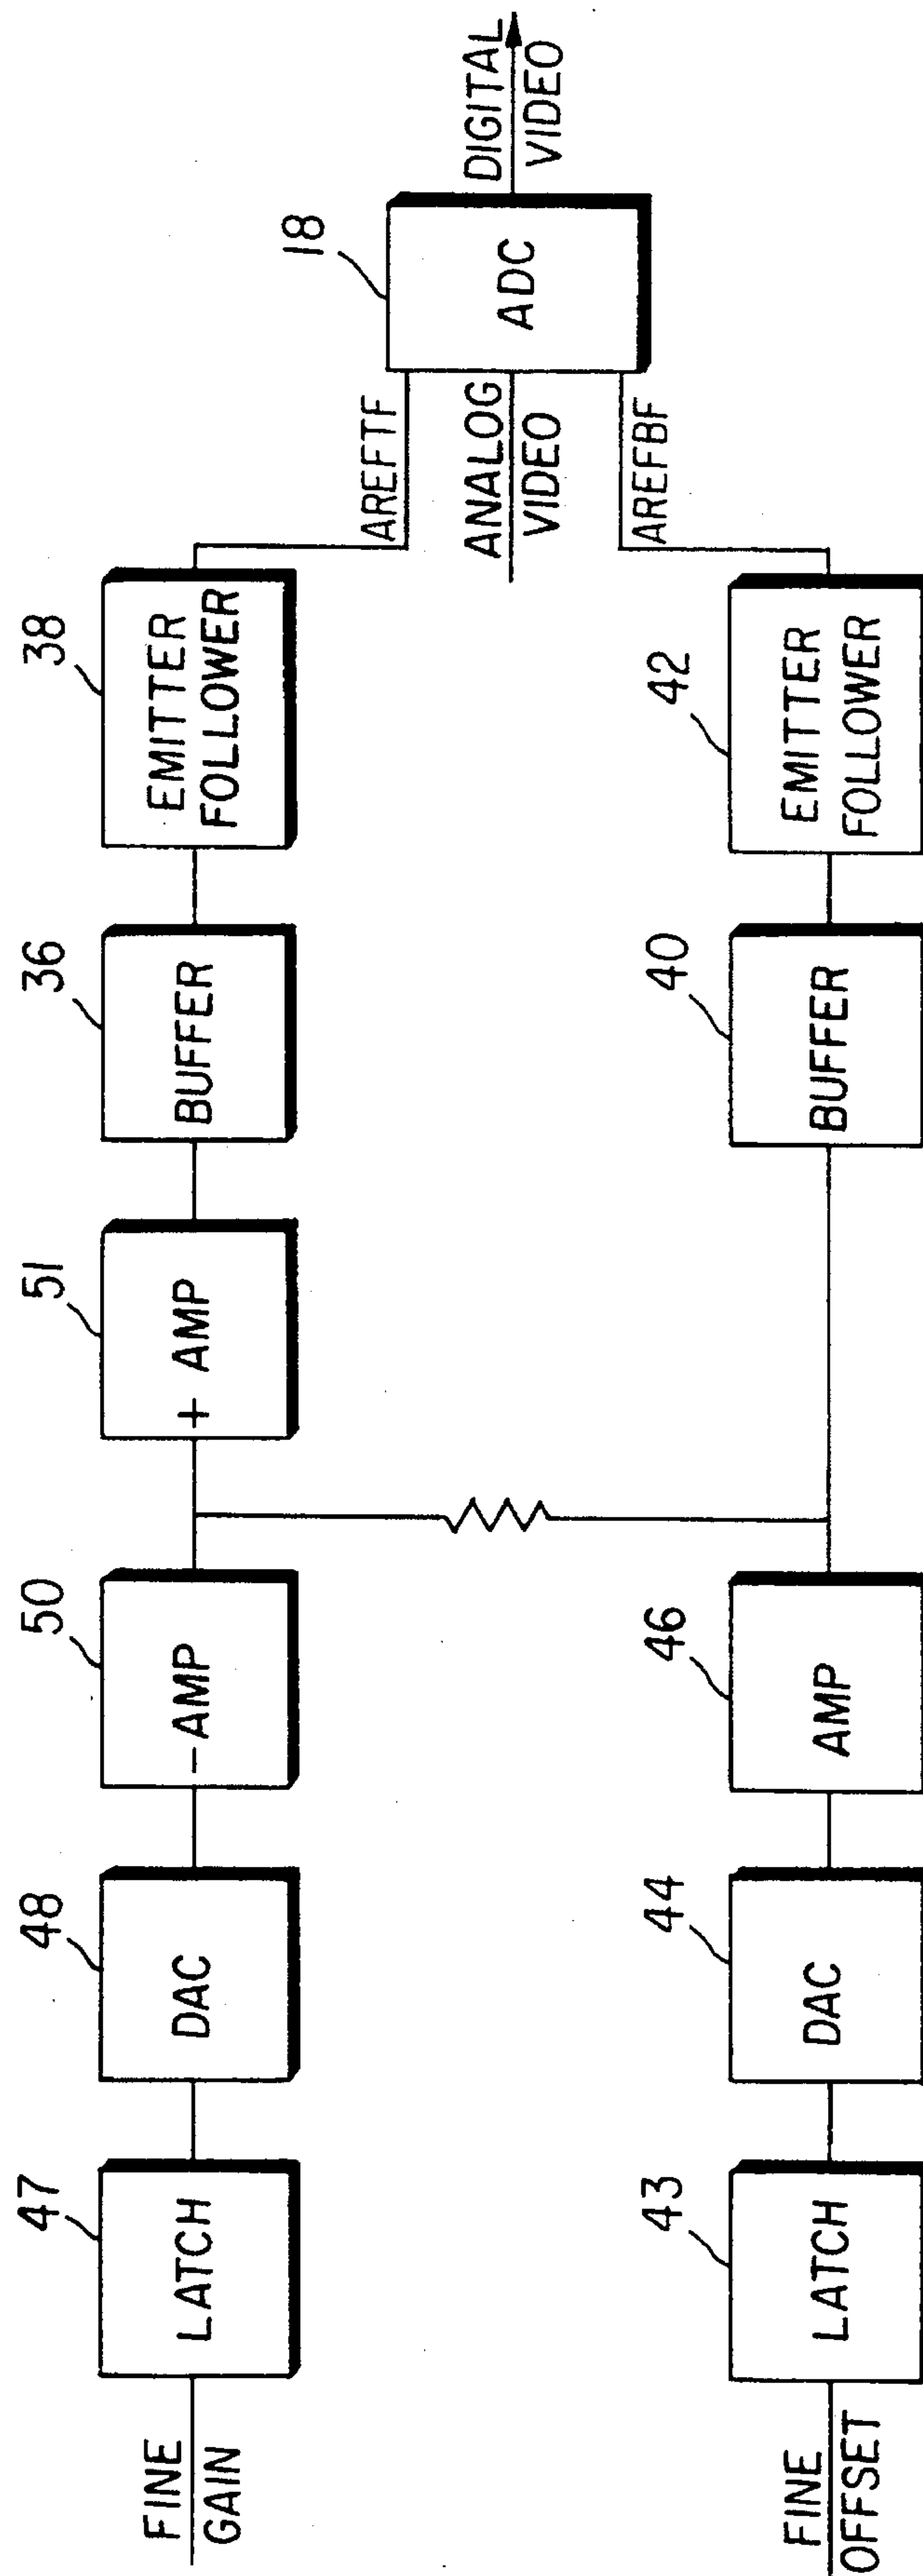 FINE
GAIN
47
LATCH
48
DAC
50
-AMP
51
+ AMP
36
BUFFER
38
EMITTER
FOLLOWER
AREFTF
18
ADC
ANALOG
VIDEO
DIGITAL
VIDEO
AREFBF
FINE
OFFSET
43
LATCH
44
DAC
46
AMP
40
BUFFER
42
EMITTER
FOLLOWER